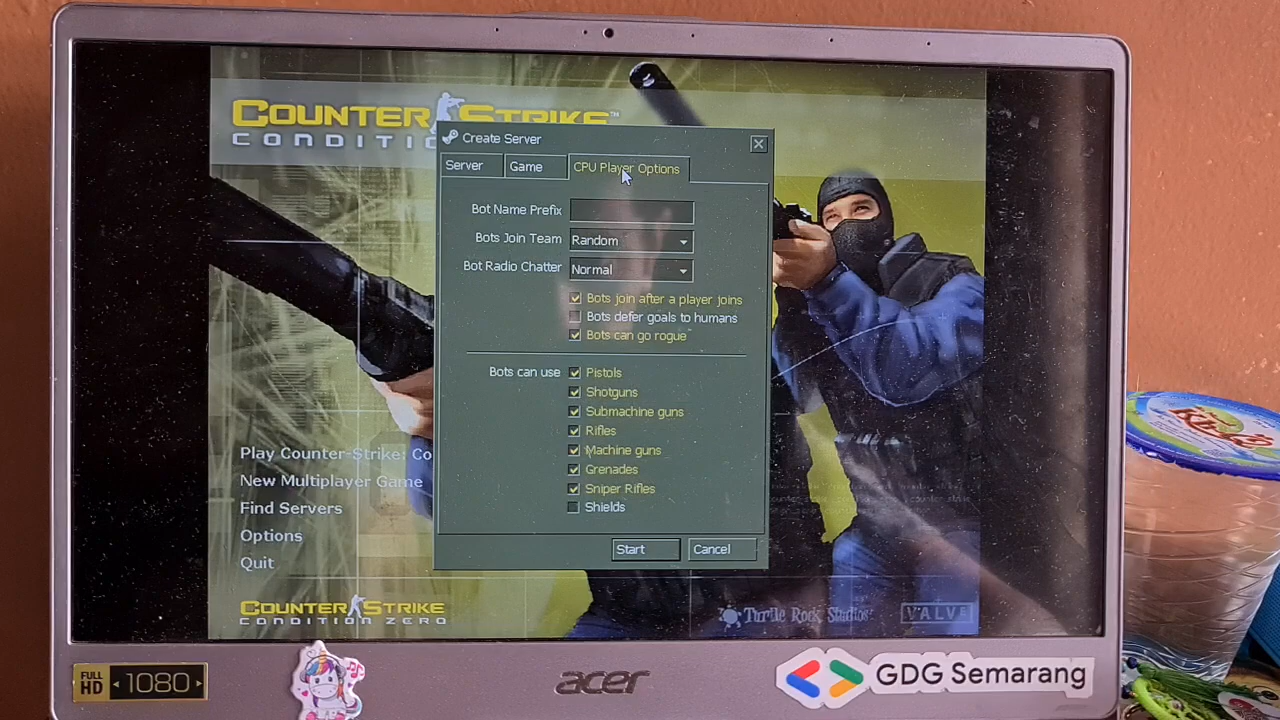 COUNTER STRIKE™
CONDITIO
Create Server
Server
Game
CPU Player Options
Bot Name Prefix
Bots Join Team
Random
Bot Radio Chatter
Normal
Bots join after a player joins
Bots defer goals to humans
Bots can go rogue
Bots can use
Pistols
Shotguns
Submachine guns
Rifles
Machine guns
Grenades
Sniper Rifles
Shields
Start
Cancel
Play Counter-Strike: Co
New Multiplayer Game
Find Servers
Options
Quit
COUNTER STRIKE
CONDITION ZERO
Turtle Rock Studios
VALVE
FULL HD 1080
acer
GDG Semarang